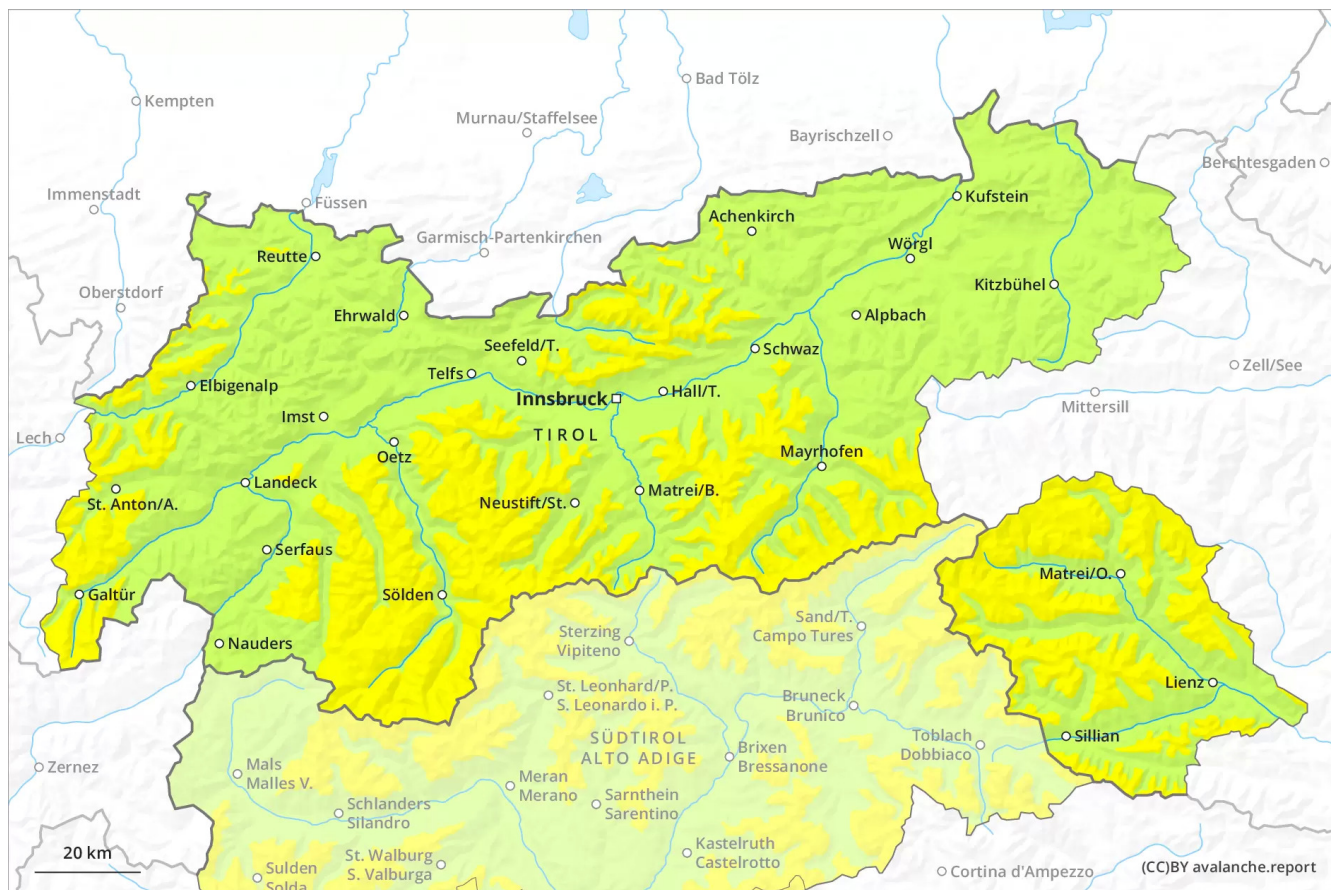 Bad Tölz
Kempten
Murnau/Staffelsee
Bayrischzell
Berchtesgaden
Immenstadt
Füssen
Kufstein
Achenkirch
Garmisch-Partenkirchen
Wörgl
Reutte
Kitzbühel
Oberstdorf
Ehrwald
Alpbach
Seefeld/T.
Schwaz
Zell/See
Telfs
Elbigenalp
Hall/T.
Innsbruck
Mittersill
Imst
TIROL
Lech
Oetz
Mayrhofen
Landeck
Matrei/B.
St. Anton/A.
Neustift/St.
Serfaus
Matrei/O.
Galtür
Sölden
Sand/T.
Campo Tures
Sterzing
Vipiteno
Nauders
Lienz
St. Leonhard/P.
S. Leonardo i. P.
Bruneck
Brunico
Toblach
Dobbiaco
Sillian
SÜDTIROL
ALTO ADIGE
Brixen
Bressanone
Zernez
Mals
Malles V.
Meran
Merano
Sarnthein
Sarentino
Schlanders
Silandro
20 km
St. Walburg
S. Valburga
Kastelruth
Castelrotto
Sulden
Solda
Cortina d'Ampezzo
(CC)BY avalanche.report